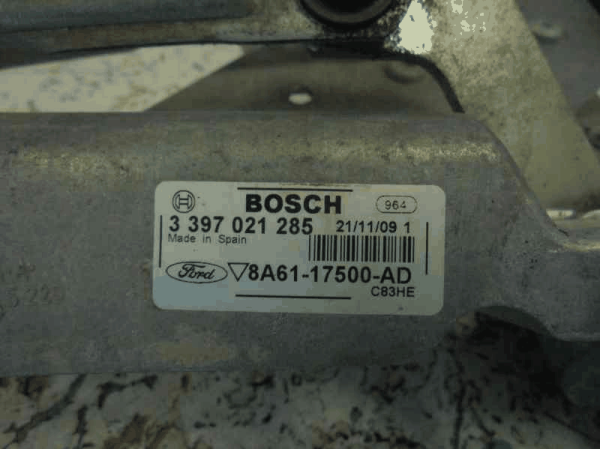 BOSCH 964
3 397 021 285 21/11/09 1
Made in Spain
Ford 8A61-17500-AD
C83HE